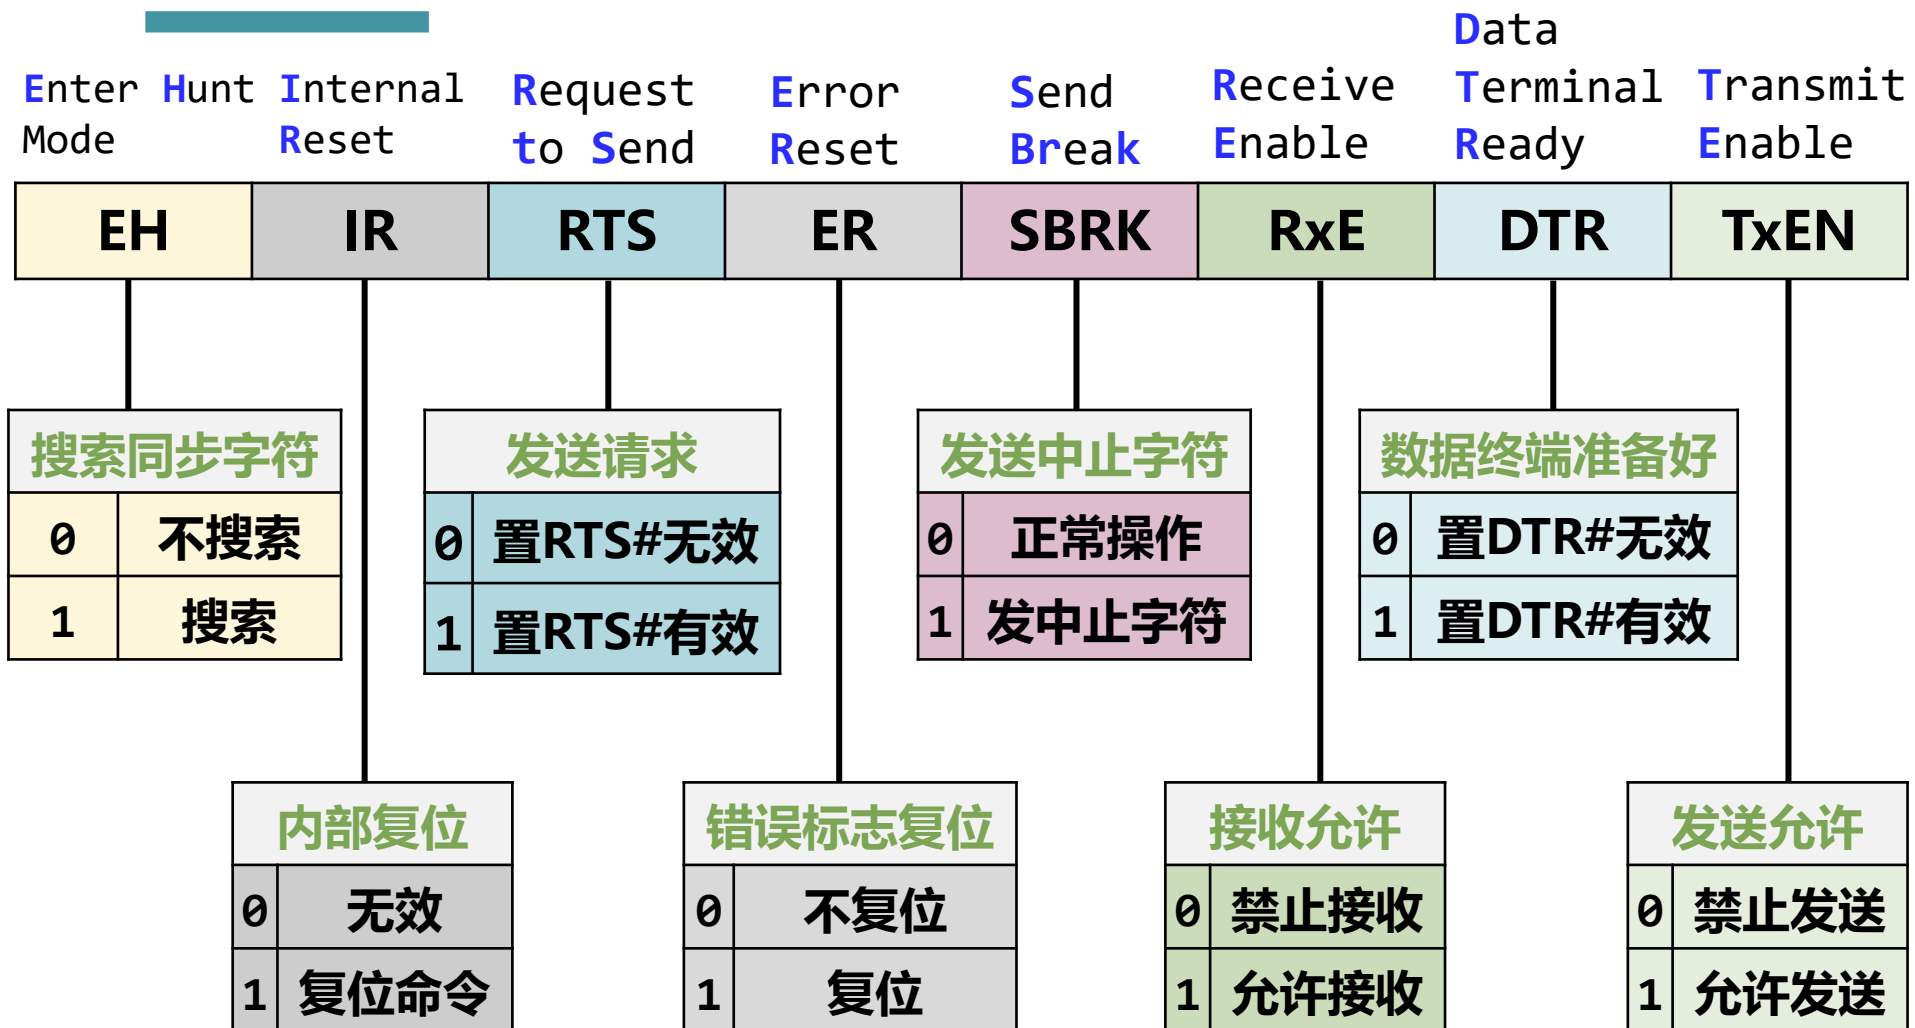 Enter Hunt
Mode
Internal
Reset
Request
to Send
Error
Reset
Send
Break
Receive
Enable
Data
Terminal
Ready
Transmit
Enable
EH
IR
RTS
ER
SBRK
RxE
DTR
TxEN
搜索同步字符
0 不搜索
1 搜索
发送请求
0 置RTS#无效
1 置RTS#有效
发送中止字符
0 正常操作
1 发中止字符
数据终端准备好
0 置DTR#无效
1 置DTR#有效
内部复位
0 无效
1 复位命令
错误标志复位
0 不复位
1 复位
接收允许
0 禁止接收
1 允许接收
发送允许
0 禁止发送
1 允许发送